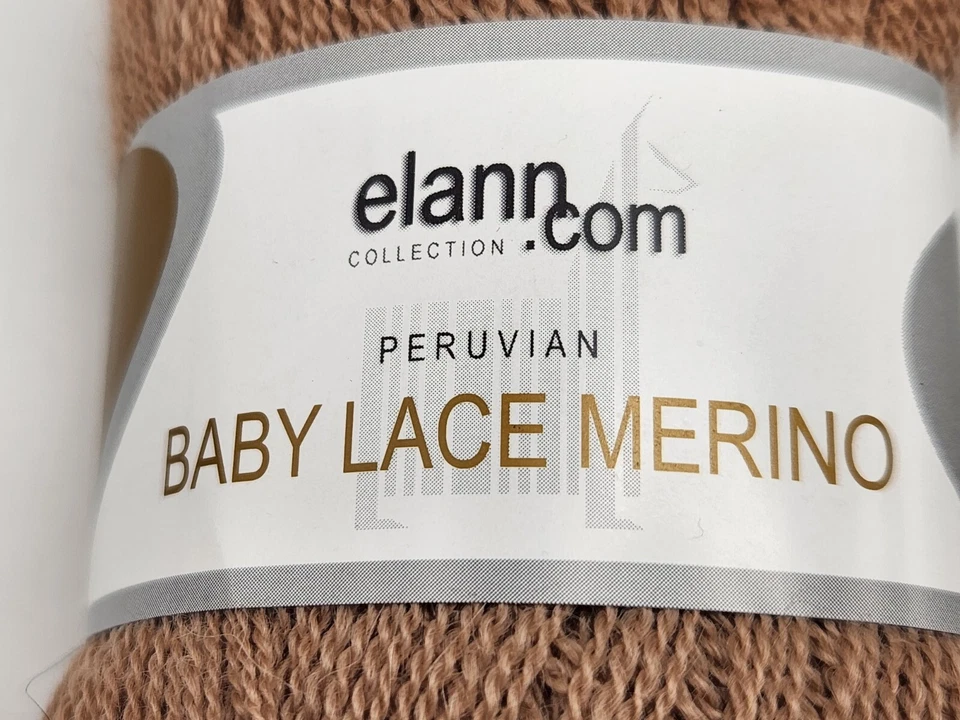 elann.com
COLLECTION
PERUVIAN
BABY LACE MERINO